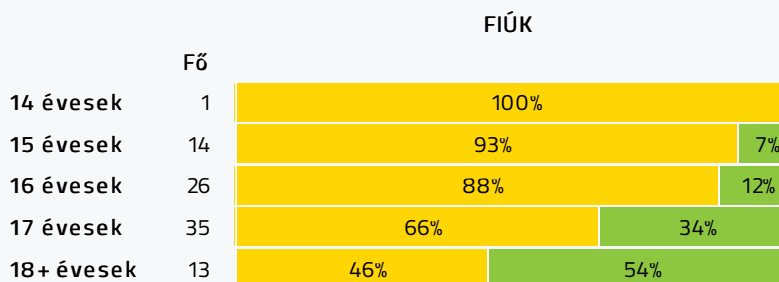 FIÚK
Fő
14 évesek 1 100%
15 évesek 14 93% 7%
16 évesek 26 88% 12%
17 évesek 35 66% 34%
18+ évesek 13 46% 54%